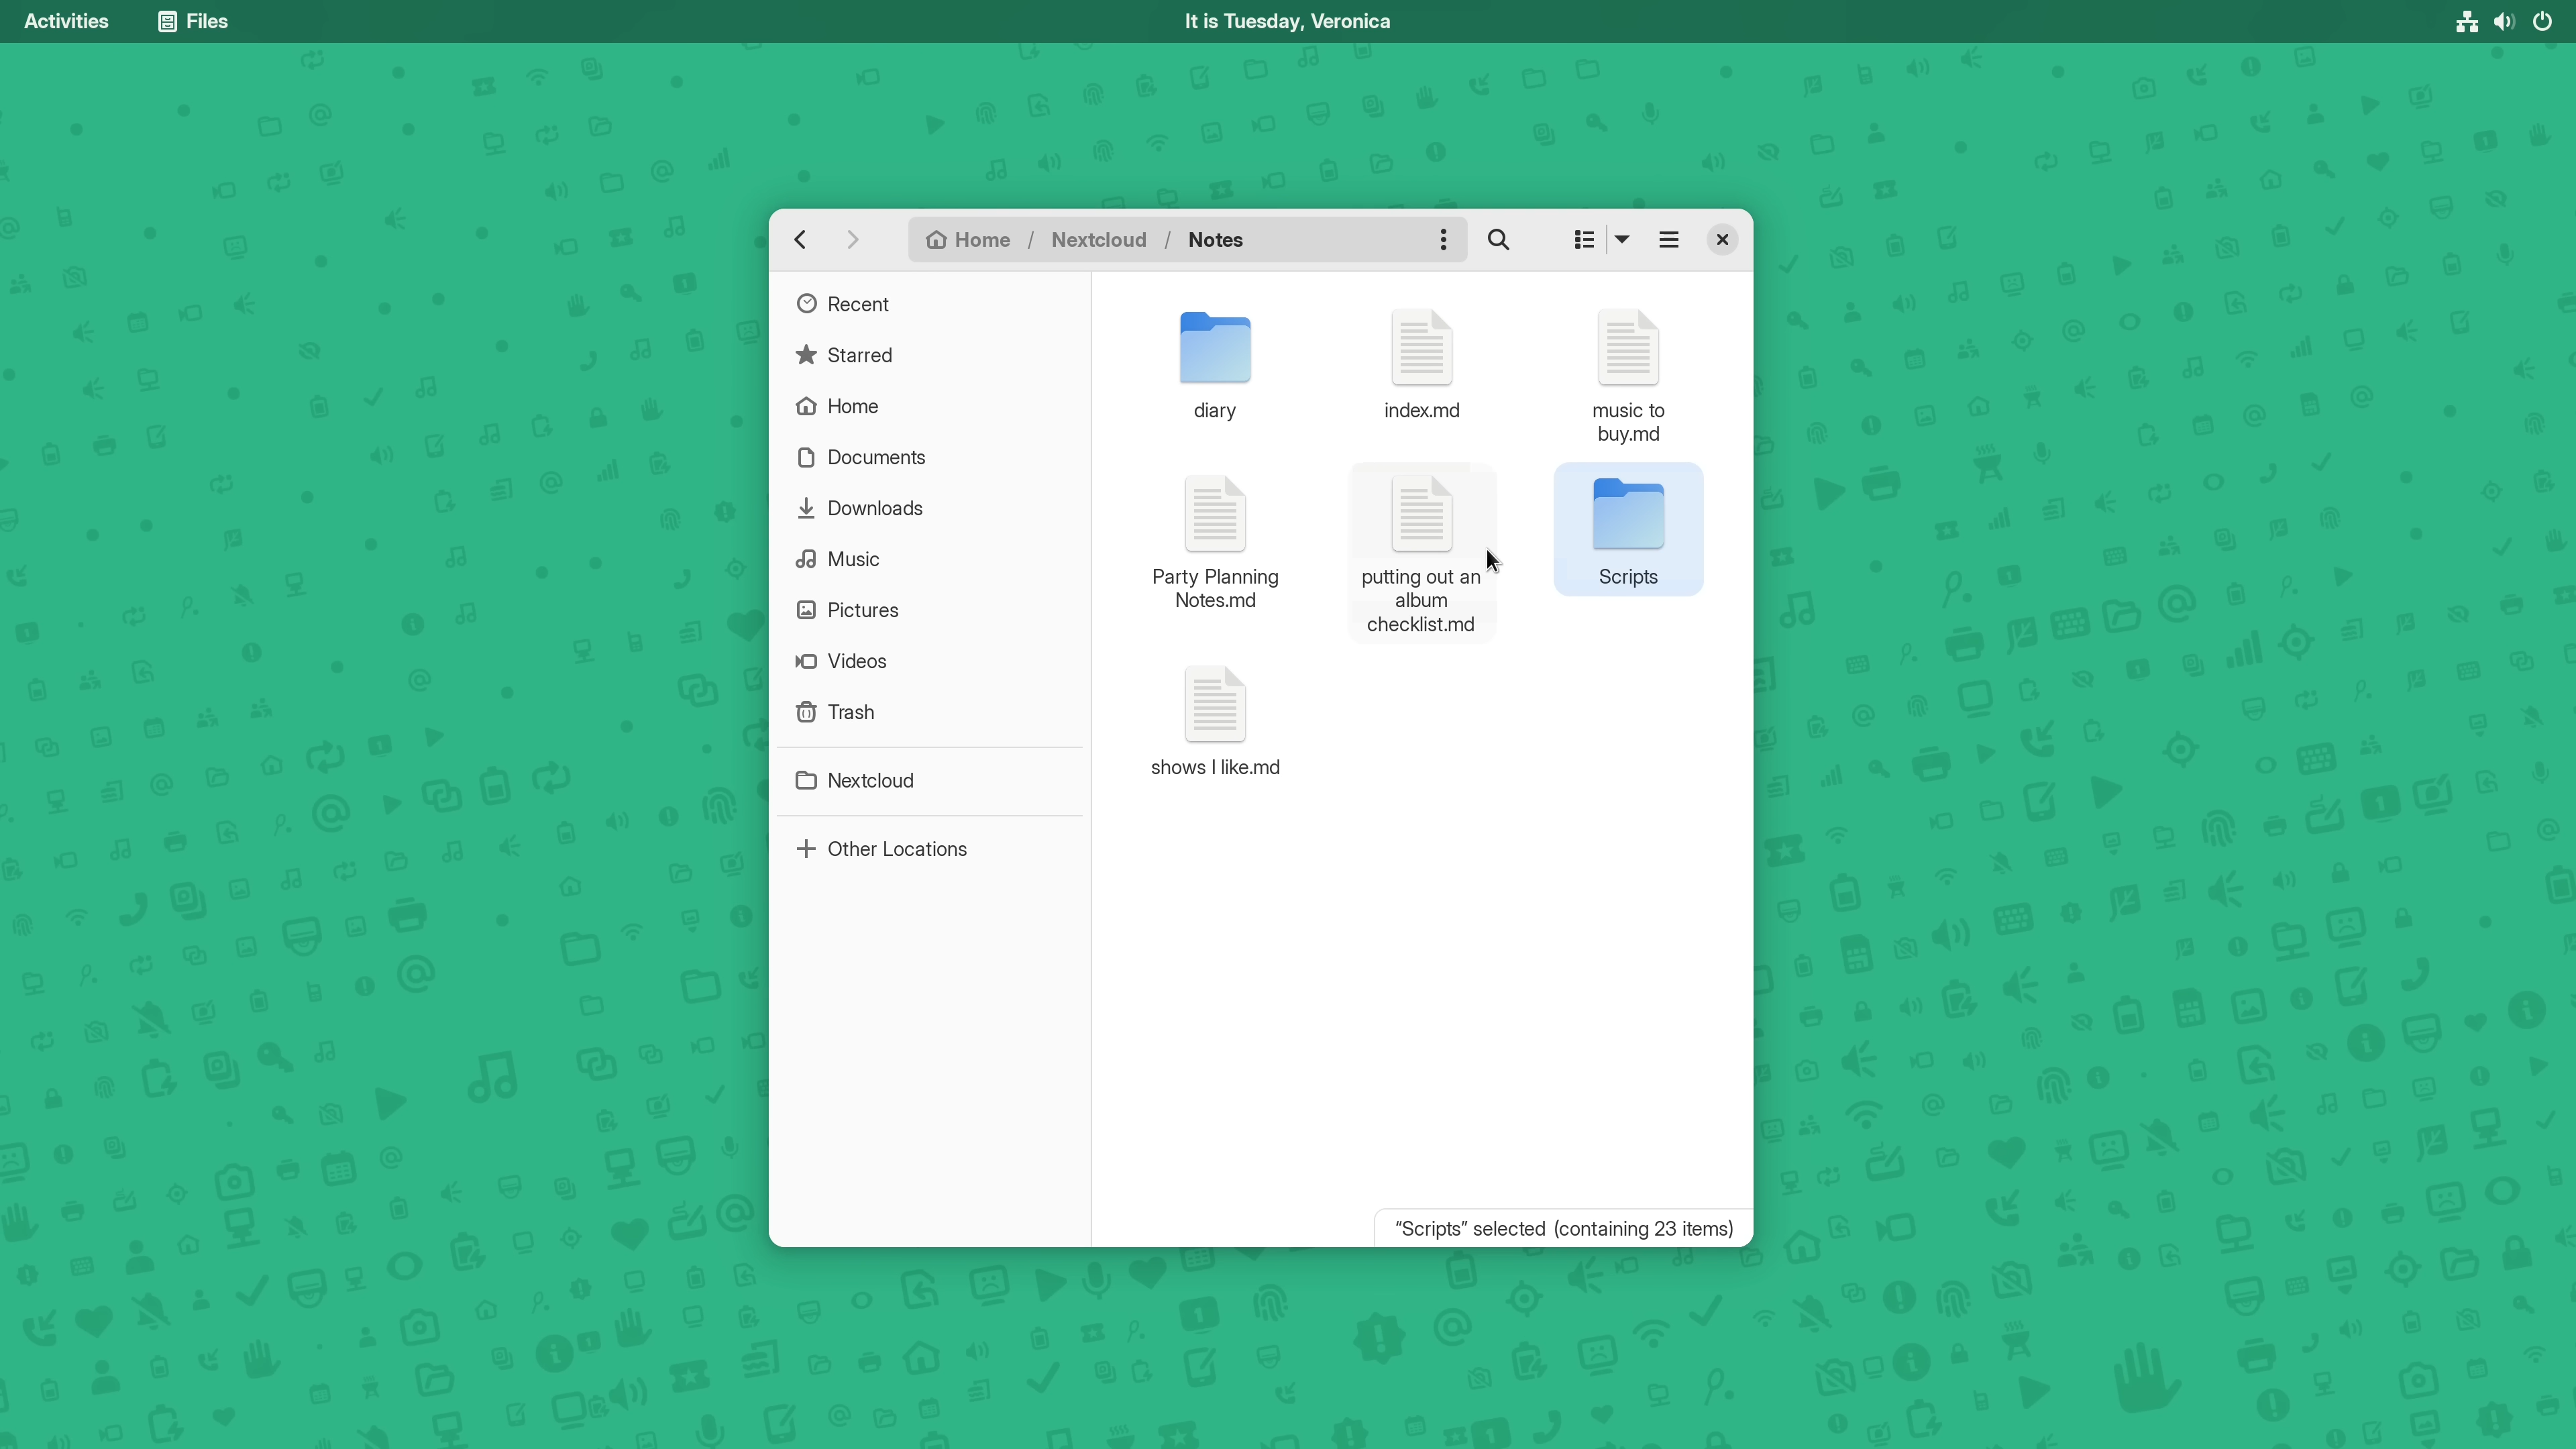 Activities
Files
It is Tuesday, Veronica
Home / Nextcloud / Notes
Recent
Starred
Home
Documents
Downloads
Music
Pictures
Videos
Trash
Nextcloud
Other Locations
diary
index.md
music to
buy.md
Party Planning
Notes.md
putting out an
album
checklist.md
Scripts
shows I like.md
“Scripts” selected (containing 23 items)